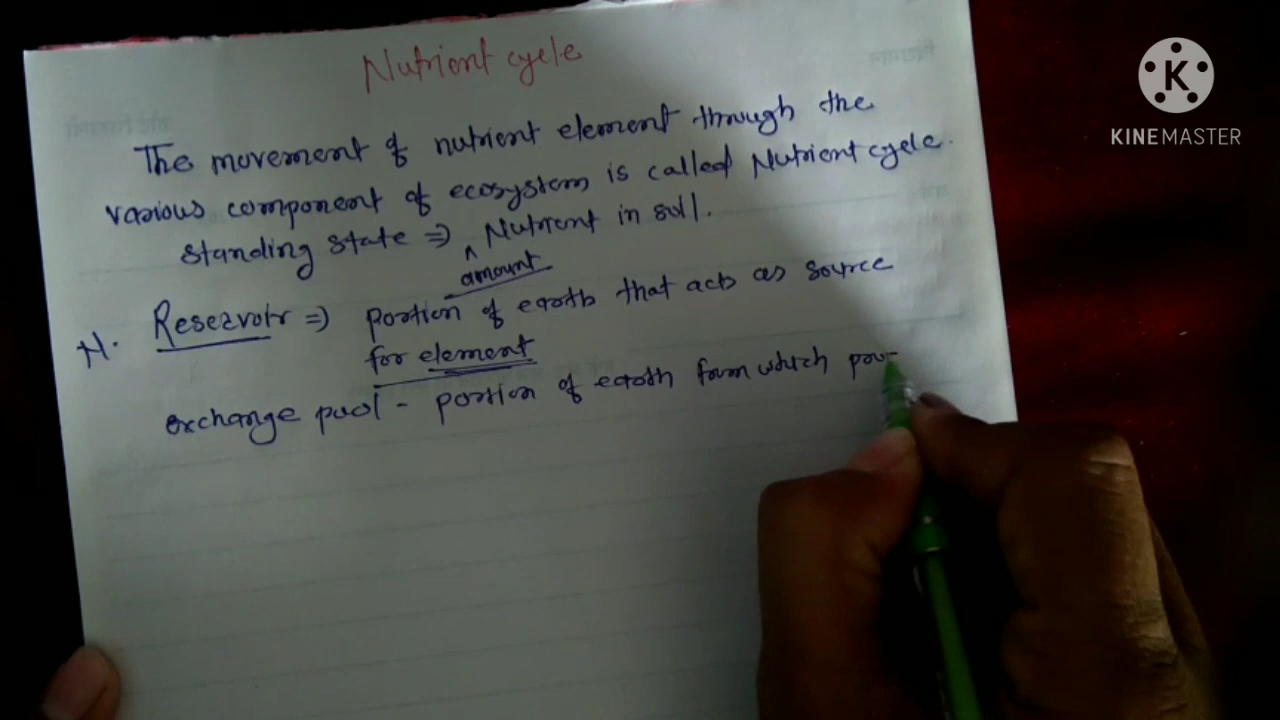 Nutrient cycle
The movement of nutrient element through the
various component of ecosystem is called Nutrient cycle.
standing state ⇒ ^ Nutrient in soil.
amount
N. Reservoir ⇒ portion of earth that acts as source
for element
exchange pool - portion of earth from which
K
KINEMASTER